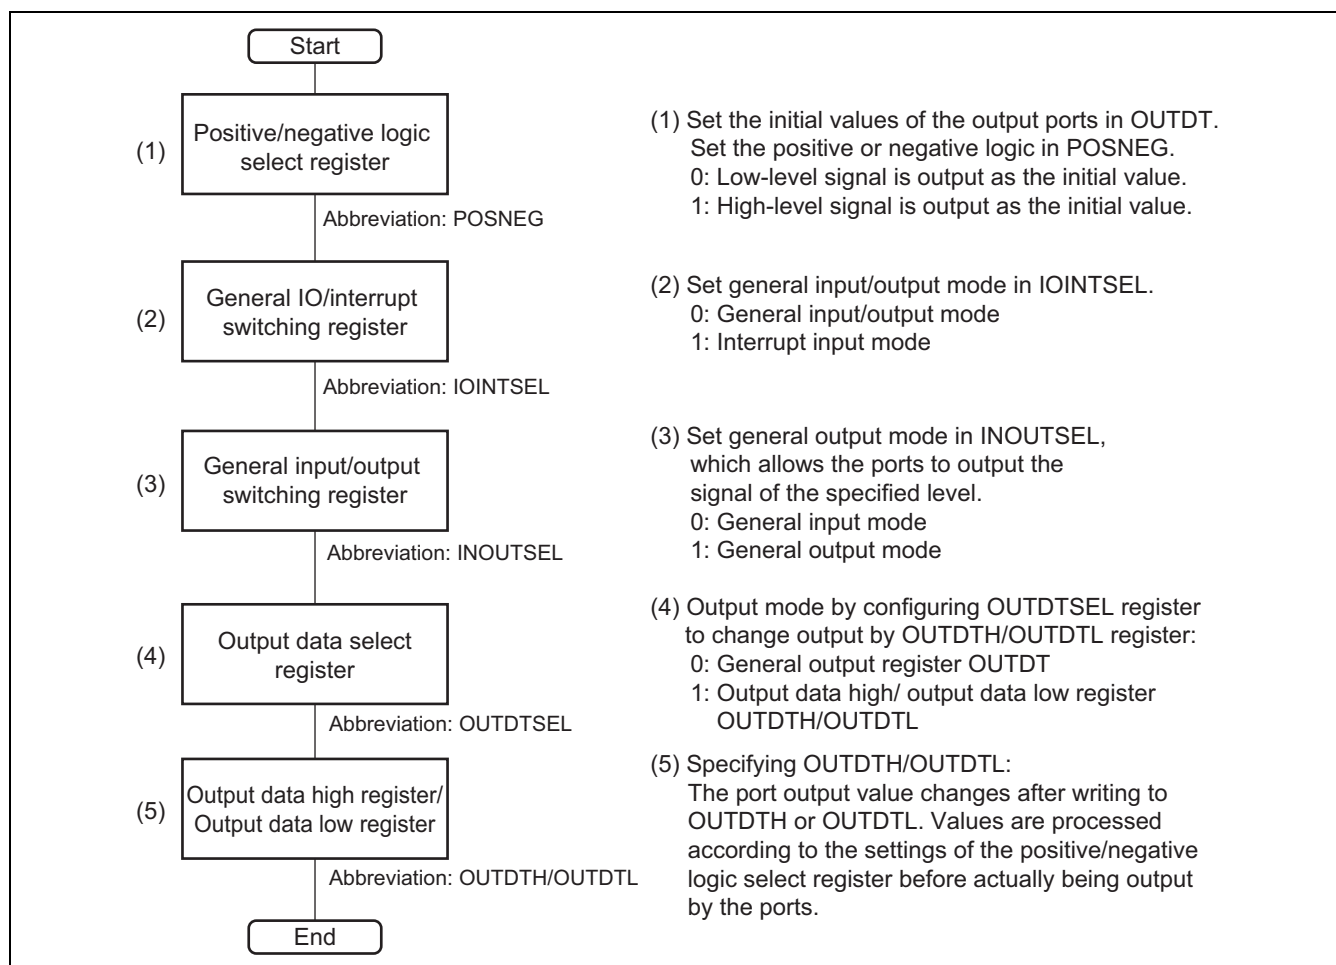 Start
(1)
Positive/negative logic
select register
Abbreviation: POSNEG
(2)
General IO/interrupt
switching register
Abbreviation: IOINTSEL
(3)
General input/output
switching register
Abbreviation: INOUTSEL
(4)
Output data select
register
Abbreviation: OUTDTSEL
(5)
Output data high register/
Output data low register
Abbreviation: OUTDTH/OUTDTL
End
(1) Set the initial values of the output ports in OUTDT.
Set the positive or negative logic in POSNEG.
0: Low-level signal is output as the initial value.
1: High-level signal is output as the initial value.
(2) Set general input/output mode in IOINTSEL.
0: General input/output mode
1: Interrupt input mode
(3) Set general output mode in INOUTSEL,
which allows the ports to output the
signal of the specified level.
0: General input mode
1: General output mode
(4) Output mode by configuring OUTDTSEL register
to change output by OUTDTH/OUTDTL register:
0: General output register OUTDT
1: Output data high/ output data low register
OUTDTH/OUTDTL
(5) Specifying OUTDTH/OUTDTL:
The port output value changes after writing to
OUTDTH or OUTDTL. Values are processed
according to the settings of the positive/negative
logic select register before actually being output
by the ports.